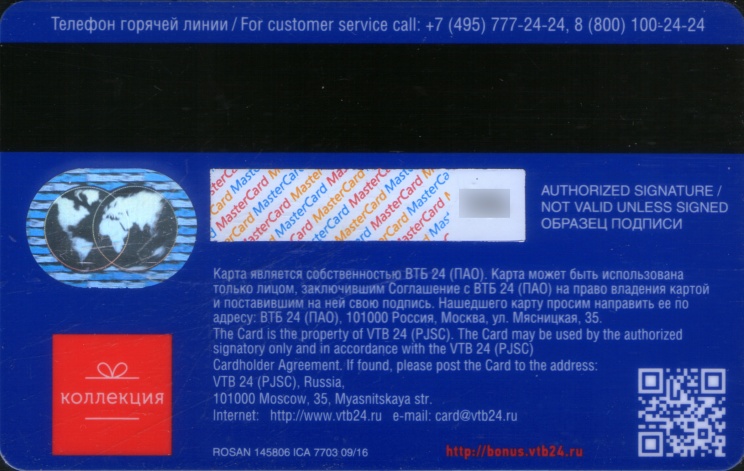 Телефон горячей линии / For customer service call: +7 (495) 777-24-24, 8 (800) 100-24-24
MasterCard MasterCard MasterCard
AUTHORIZED SIGNATURE /
NOT VALID UNLESS SIGNED
ОБРАЗЕЦ ПОДПИСИ
Карта является собственностью ВТБ 24 (ПАО). Карта может быть использована
только лицом, заключившим Соглашение с ВТБ 24 (ПАО) на право владения картой
и поставившим на ней свою подпись. Нашедшего карту просим направить ее по
адресу: ВТБ 24 (ПАО), 101000 Россия, Москва, ул. Мясницкая, 35.
The Card is the property of VTB 24 (PJSC). The Card may be used by the authorized
signatory only and in accordance with the VTB 24 (PJSC)
Cardholder Agreement. If found, please post the Card to the address:
VTB 24 (PJSC), Russia,
101000 Moscow, 35, Myasnitskaya str.
Internet: http://www.vtb24.ru e-mail: card@vtb24.ru
КОЛЛЕКЦИЯ
ROSAN 145806 ICA 7703 09/16
http://bonus.vtb24.ru